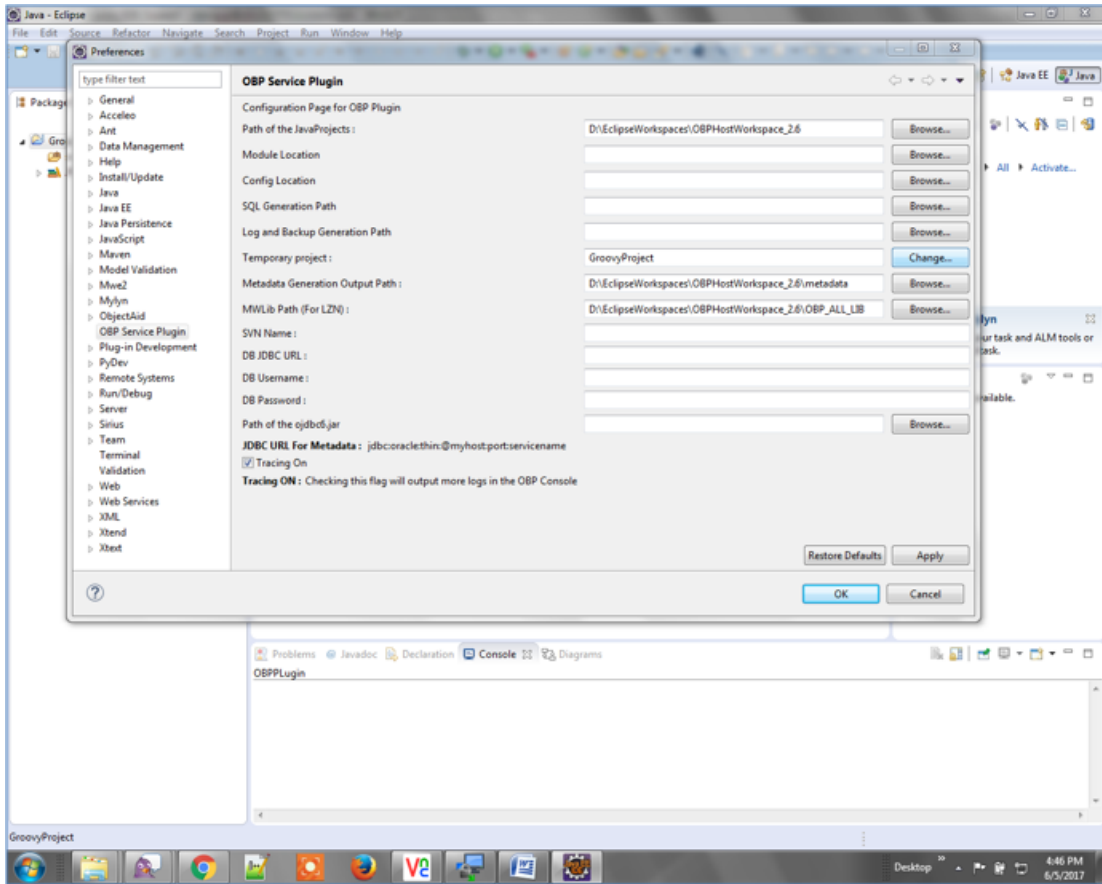 Java - Eclipse
File Edit Source Refactor Navigate Search Project Run Window Help
Preferences
type filter text
General
Acceleo
Ant
Data Management
Help
Install/Update
Java
Java EE
Java Persistence
JavaScript
Maven
Model Validation
Mwe2
Mylyn
ObjectAid
OBP Service Plugin
Plug-in Development
PyDev
Remote Systems
Run/Debug
Server
Sirius
Team
Terminal
Validation
Web
Web Services
XML
Xtend
Xtext
OBP Service Plugin
Configuration Page for OBP Plugin
Path of the JavaProjects : D:\EclipseWorkspaces\OBPHostWorkspace_2.6 Browse...
Module Location Browse...
Config Location Browse...
SQL Generation Path Browse...
Log and Backup Generation Path Browse...
Temporary project : GroovyProject Change...
Metadata Generation Output Path : D:\EclipseWorkspaces\OBPHostWorkspace_2.6\metadata Browse...
MWLib Path (For LZN) : D:\EclipseWorkspaces\OBPHostWorkspace_2.6\OBP_ALL_LIB Browse...
SVN Name :
DB JDBC URL :
DB Username :
DB Password :
Path of the ojdbc6.jar Browse...
JDBC URL For Metadata : jdbc:oracle:thin:@myhost:port:servicename
Tracing On
Tracing ON : Checking this flag will output more logs in the OBP Console
Restore Defaults Apply
OK Cancel
Packag
Gro
Java EE Java
All Activate...
lyn
ur task and ALM tools or
task.
vailable.
Problems Javadoc Declaration Console Diagrams
OBPPLugin
GroovyProject
Desktop
4:46 PM
6/5/2017